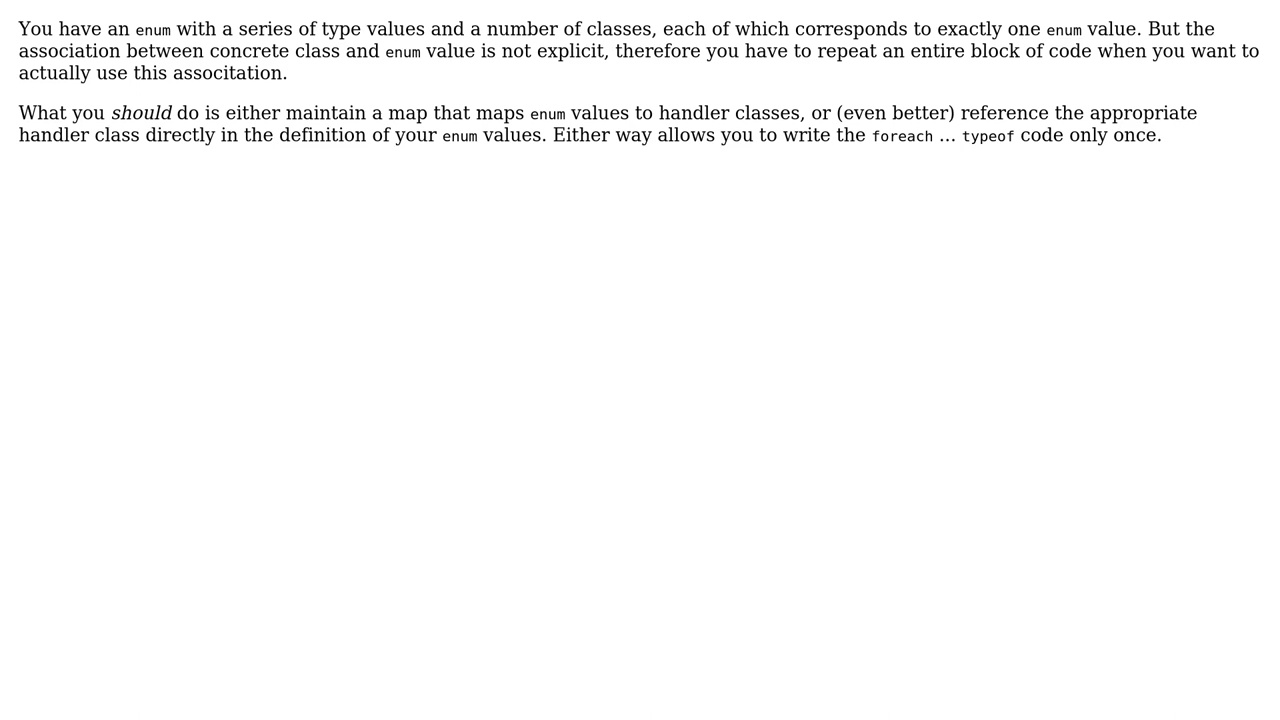 You have an enum with a series of type values and a number of classes, each of which corresponds to exactly one enum value. But the
association between concrete class and enum value is not explicit, therefore you have to repeat an entire block of code when you want to
actually use this associtation.
What you should do is either maintain a map that maps enum values to handler classes, or (even better) reference the appropriate
handler class directly in the definition of your enum values. Either way allows you to write the foreach ... typeof code only once.